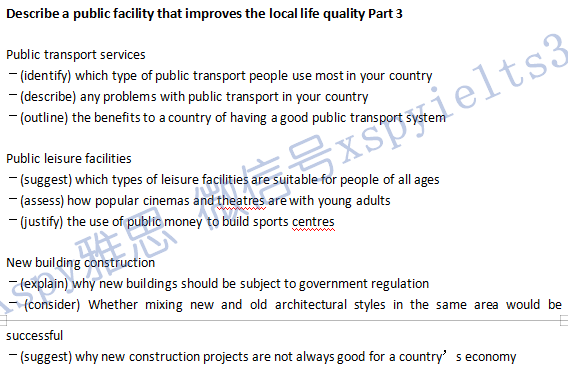 Describe a public facility that improves the local life quality Part 3
Public transport services
－(identify) which type of public transport people use most in your country
－(describe) any problems with public transport in your country
－(outline) the benefits to a country of having a good public transport system
Public leisure facilities
－(suggest) which types of leisure facilities are suitable for people of all ages
－(assess) how popular cinemas and theatres are with young adults
－(justify) the use of public money to build sports centres
New building construction
－(explain) why new buildings should be subject to government regulation
－(consider) Whether mixing new and old architectural styles in the same area would be
successful
－(suggest) why new construction projects are not always good for a country’s economy
xspy雅思 微信号xspyielts3